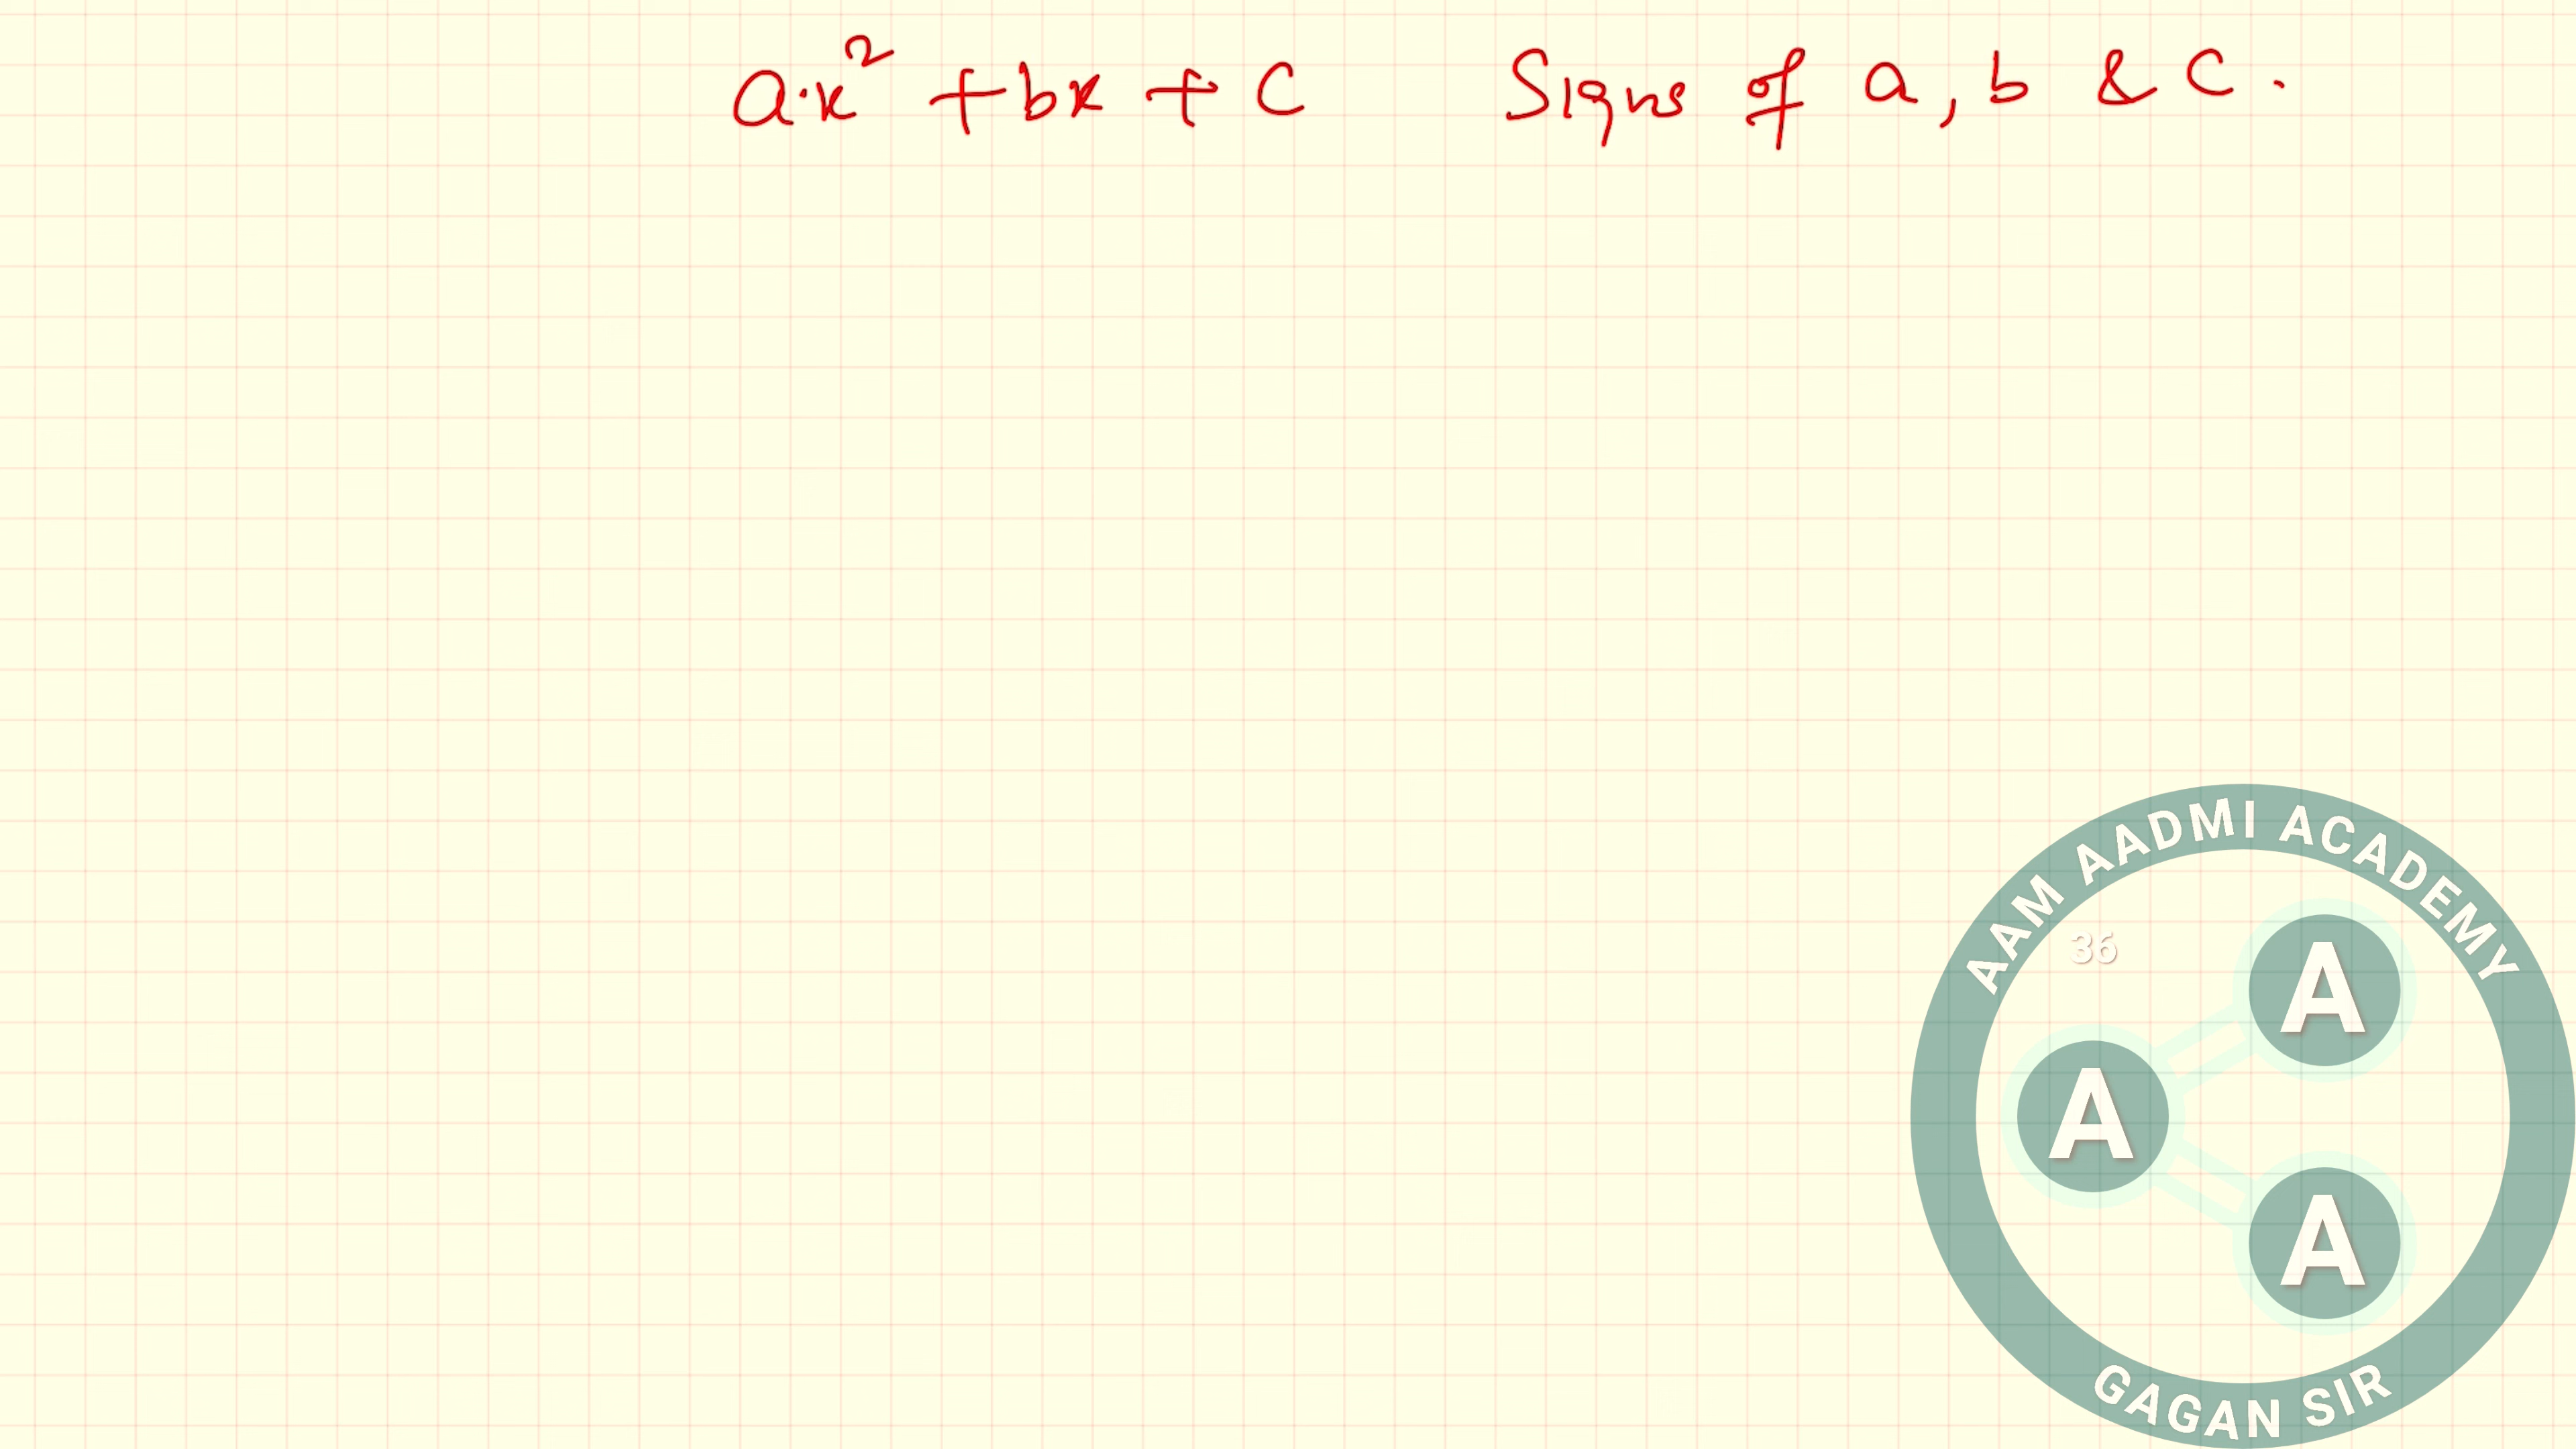 a.x² + bx + c Signs of a, b & c.
AAM AADMI ACADEMY
36
A
A
A
GAGAN SIR